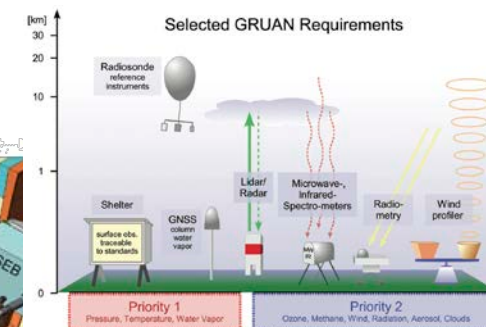 Selected GRUAN Requirements
[km]
30
20
10
1
0
Radiosonde
reference
instruments
Shelter
surface obs.
traceable
to standards
GNSS
column
water
vapor
Lidar/
Radar
Microwave-,
Infrared-
Spectro-meters
Radio-
metry
Wind
profiler
Priority 1
Pressure, Temperature, Water Vapor
Priority 2
Ozone, Methane, Wind, Radiation, Aerosol, Clouds
SEB